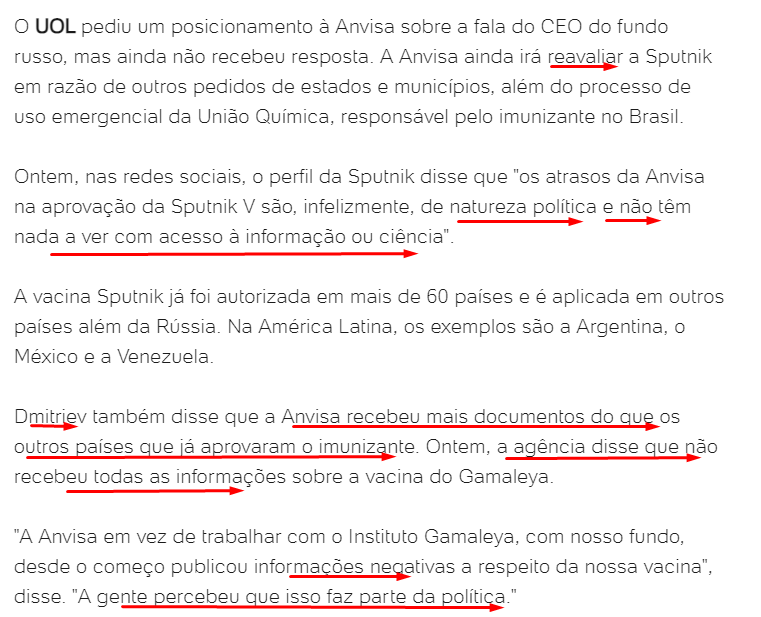 O UOL pediu um posicionamento à Anvisa sobre a fala do CEO do fundo
russo, mas ainda não recebeu resposta. A Anvisa ainda irá reavaliar a Sputnik
em razão de outros pedidos de estados e municípios, além do processo de
uso emergencial da União Química, responsável pelo imunizante no Brasil.
Ontem, nas redes sociais, o perfil da Sputnik disse que "os atrasos da Anvisa
na aprovação da Sputnik V são, infelizmente, de natureza política e não têm
nada a ver com acesso à informação ou ciência".
A vacina Sputnik já foi autorizada em mais de 60 países e é aplicada em outros
países além da Rússia. Na América Latina, os exemplos são a Argentina, o
México e a Venezuela.
Dmitriev também disse que a Anvisa recebeu mais documentos do que os
outros países que já aprovaram o imunizante. Ontem, a agência disse que não
recebeu todas as informações sobre a vacina do Gamaleya.
"A Anvisa em vez de trabalhar com o Instituto Gamaleya, com nosso fundo,
desde o começo publicou informações negativas a respeito da nossa vacina",
disse. "A gente percebeu que isso faz parte da política."